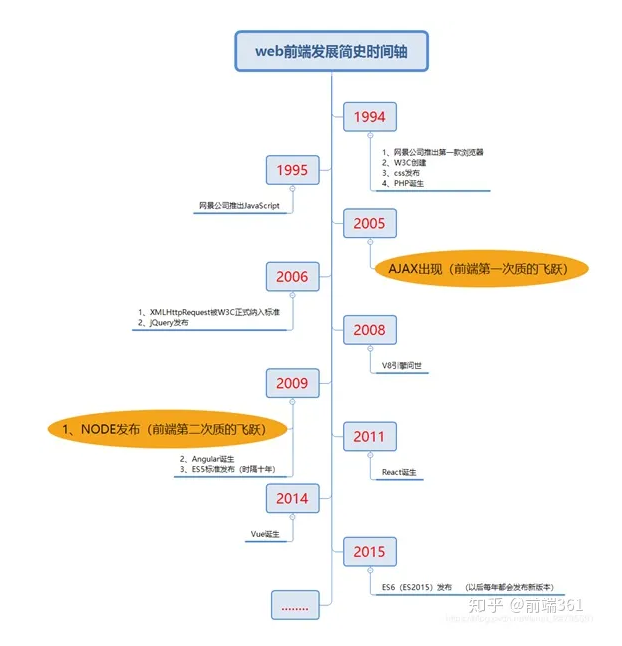 web前端发展简史时间轴
1994
1、网景公司推出第一款浏览器
2、W3C创建
3、css发布
4、PHP诞生
1995
网景公司推出JavaScript
2005
AJAX出现（前端第一次质的飞跃）
2006
1、XMLHttpRequest被W3C正式纳入标准
2、jQuery发布
2008
V8引擎问世
2009
1、NODE发布（前端第二次质的飞跃）
2、Angular诞生
3、ES5标准发布（时隔十年）
2011
React诞生
2014
Vue诞生
2015
ES6（ES2015）发布 （以后每年都会发布新版本）
........
知乎 @前端361